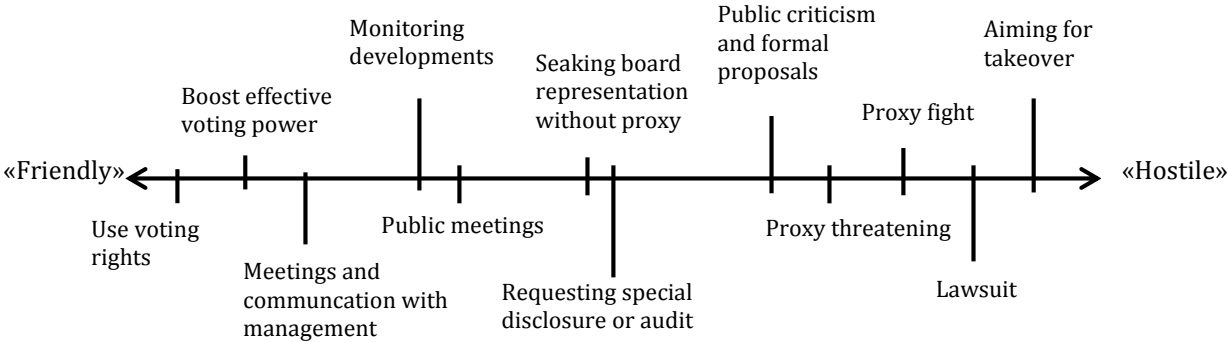 Monitoring
developments
Public criticism
and formal
proposals
Aiming for
takeover
Boost effective
voting power
Seaking board
representation
without proxy
Proxy fight
«Friendly»
«Hostile»
Use voting
rights
Public meetings
Proxy threatening
Meetings and
communcation with
management
Requesting special
disclosure or audit
Lawsuit